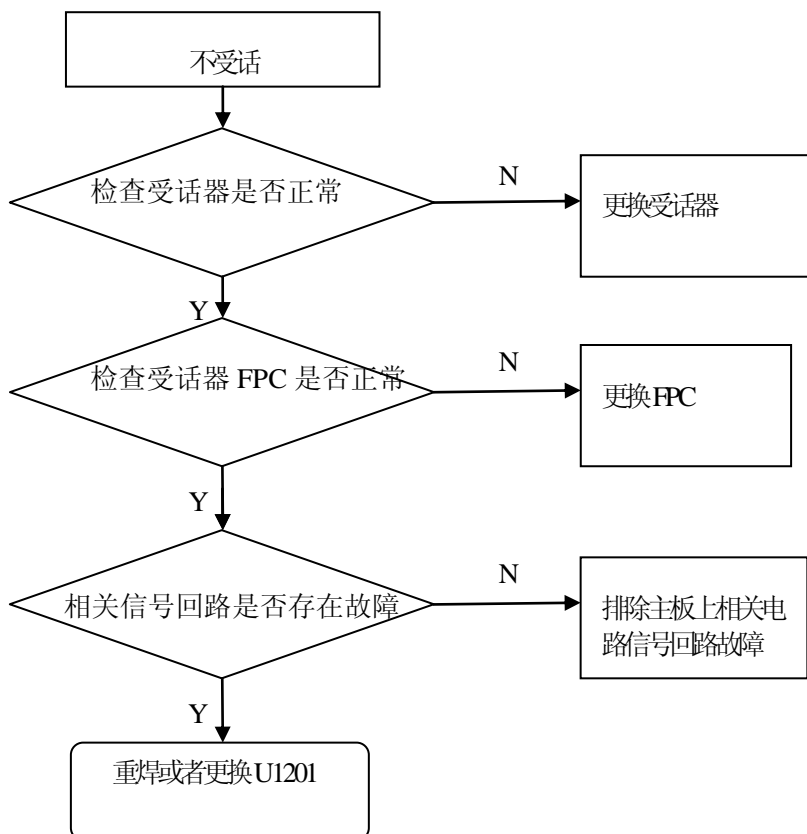 不受话
检查受话器是否正常
N
更换受话器
Y
检查受话器 FPC 是否正常
N
更换FPC
Y
相关信号回路是否存在故障
N
排除主板上相关电
路信号回路故障
Y
重焊或者更换U1201